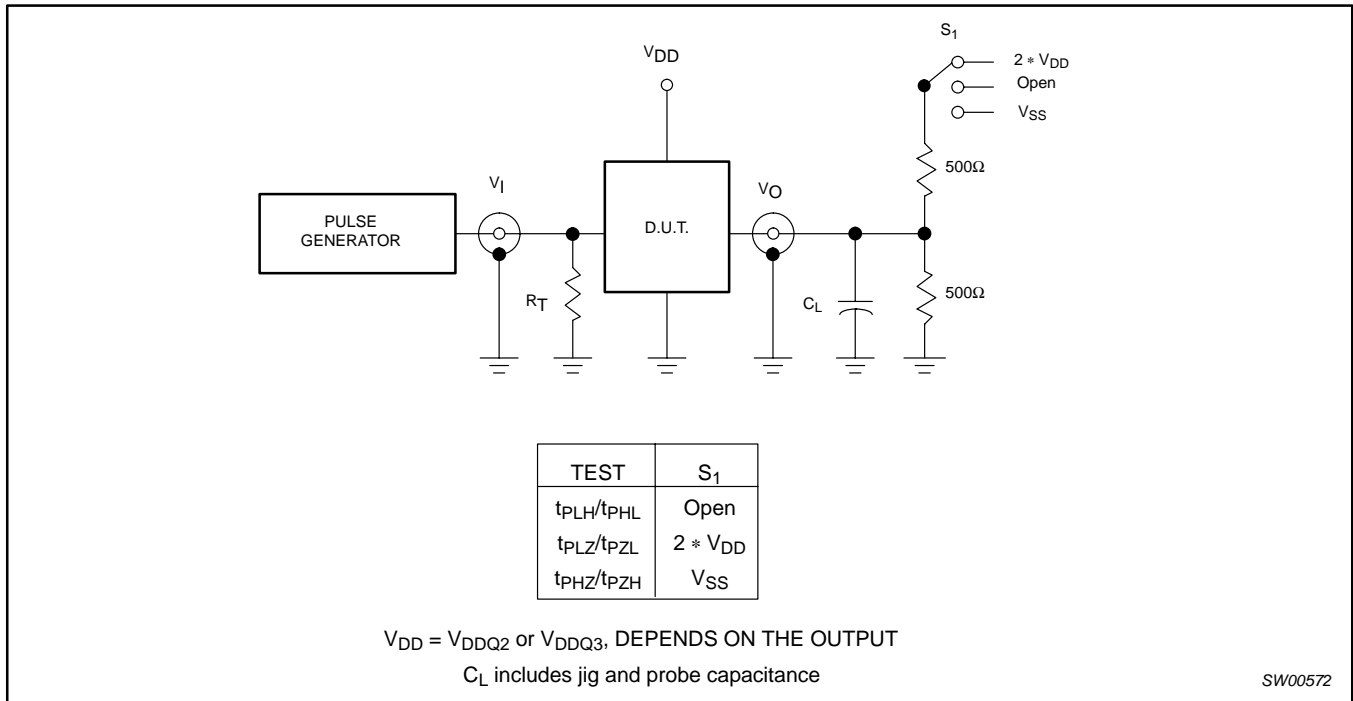 S1
2 * VDD
Open
VSS
VDD
500Ω
VI
VO
PULSE
GENERATOR
D.U.T.
RT
CL
500Ω
TEST S1
tPLH/tPHL Open
tPLZ/tPZL 2 * VDD
tPHZ/tPZH VSS
VDD = VDDQ2 or VDDQ3, DEPENDS ON THE OUTPUT
CL includes jig and probe capacitance
SW00572